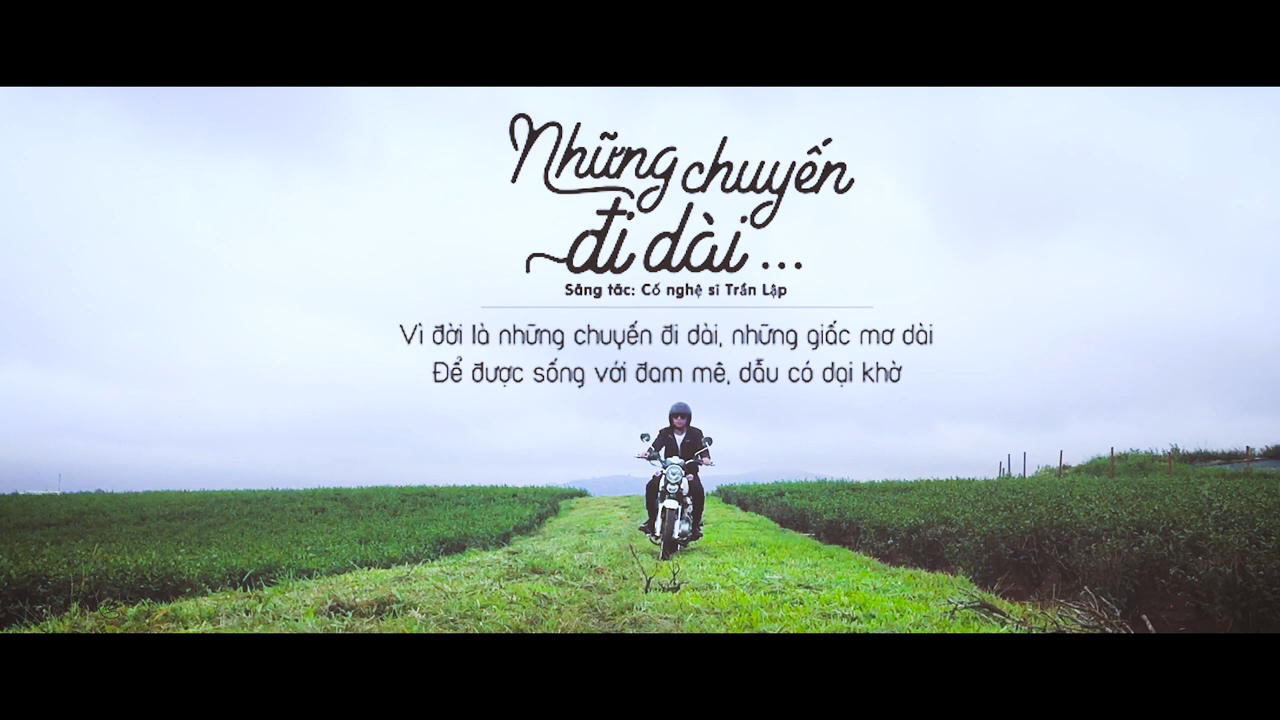 Những chuyến
đi dài...
Sáng tác: Cố nghệ sĩ Trần Lập
Vì đời là những chuyến đi dài, những giấc mơ dài
Để được sống với đam mê, dẫu có dại khờ